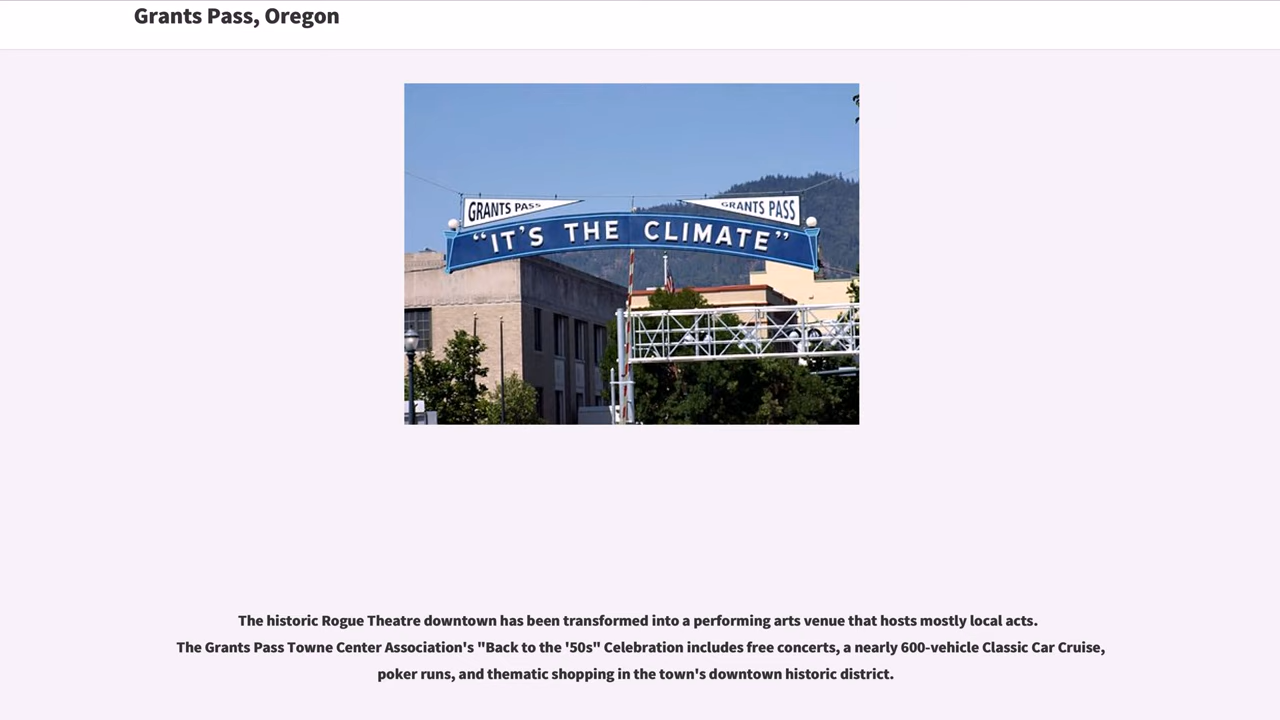 Grants Pass, Oregon
GRANTS PASS
GRANTS PASS
“IT’S THE CLIMATE”
The historic Rogue Theatre downtown has been transformed into a performing arts venue that hosts mostly local acts.
The Grants Pass Towne Center Association's "Back to the '50s" Celebration includes free concerts, a nearly 600-vehicle Classic Car Cruise,
poker runs, and thematic shopping in the town's downtown historic district.